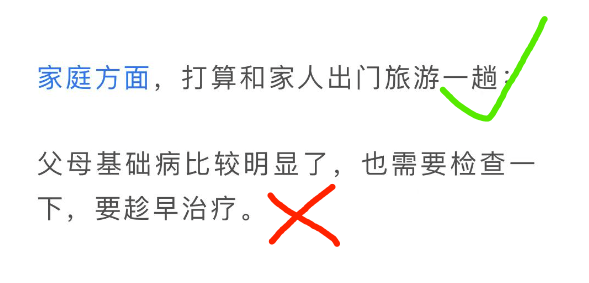 家庭方面，打算和家人出门旅游一趟；
父母基础病比较明显了，也需要检查一
下，要趁早治疗。